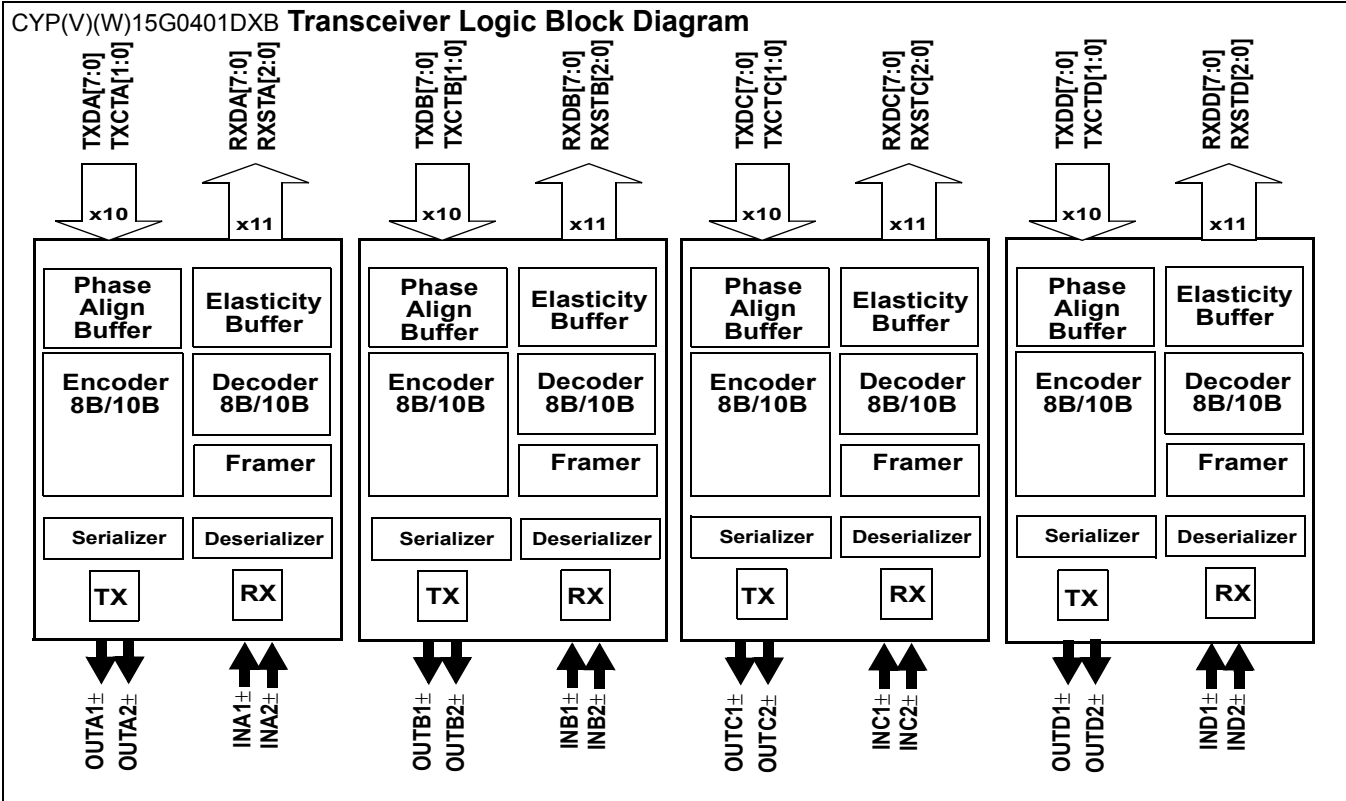 CYP(V)(W)15G0401DXB Transceiver Logic Block Diagram
TXDA[7:0]
TXCTA[1:0]
RXDA[7:0]
RXSTA[2:0]
TXDB[7:0]
TXCTB[1:0]
RXDB[7:0]
RXSTB[2:0]
TXDC[7:0]
TXCTC[1:0]
RXDC[7:0]
RXSTC[2:0]
TXDD[7:0]
TXCTD[1:0]
RXDD[7:0]
RXSTD[2:0]
x10
x11
x10
x11
x10
x11
x10
x11
Phase
Align
Buffer
Elasticity
Buffer
Encoder
8B/10B
Decoder
8B/10B
Framer
Serializer
Deserializer
TX
RX
Phase
Align
Buffer
Elasticity
Buffer
Encoder
8B/10B
Decoder
8B/10B
Framer
Serializer
Deserializer
TX
RX
Phase
Align
Buffer
Elasticity
Buffer
Encoder
8B/10B
Decoder
8B/10B
Framer
Serializer
Deserializer
TX
RX
Phase
Align
Buffer
Elasticity
Buffer
Encoder
8B/10B
Decoder
8B/10B
Framer
Serializer
Deserializer
TX
RX
OUTA1±
OUTA2±
INA1±
INA2±
OUTB1±
OUTB2±
INB1±
INB2±
OUTC1±
OUTC2±
INC1±
INC2±
OUTD1±
OUTD2±
IND1±
IND2±